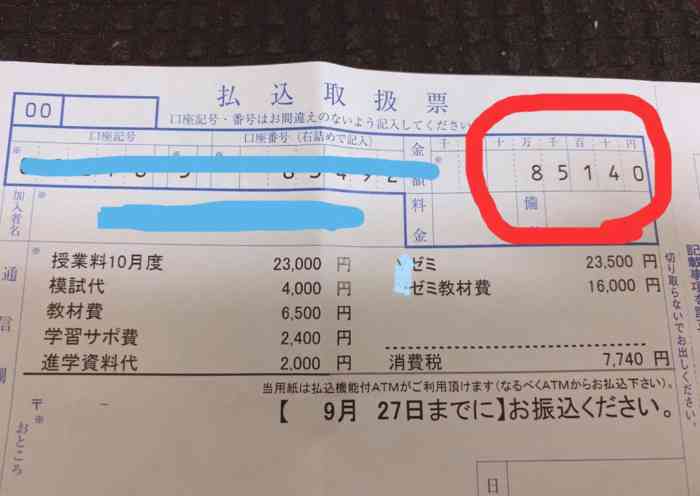 払込取扱票
00
口座記号・番号はお間違えのないよう記入してください
口座記号 口座番号(右詰めで記入)
金額 千 百 十 万 千 百 十 円
85140
加入者名
料金
備
授業料10月度 23,000 円
模試代 4,000 円
教材費 6,500 円
学習サポ費 2,400 円
進学資料代 2,000 円
ゼミ 23,500 円
ゼミ教材費 16,000 円
消費税 7,740 円
当用紙は払込機能付ATMがご利用頂けます(なるべくATMからお払込下さい)。
【 9月 27日までに】お振込ください。
通信欄
〒
おところ
日
切り取らないでお出しください。
記載事項を